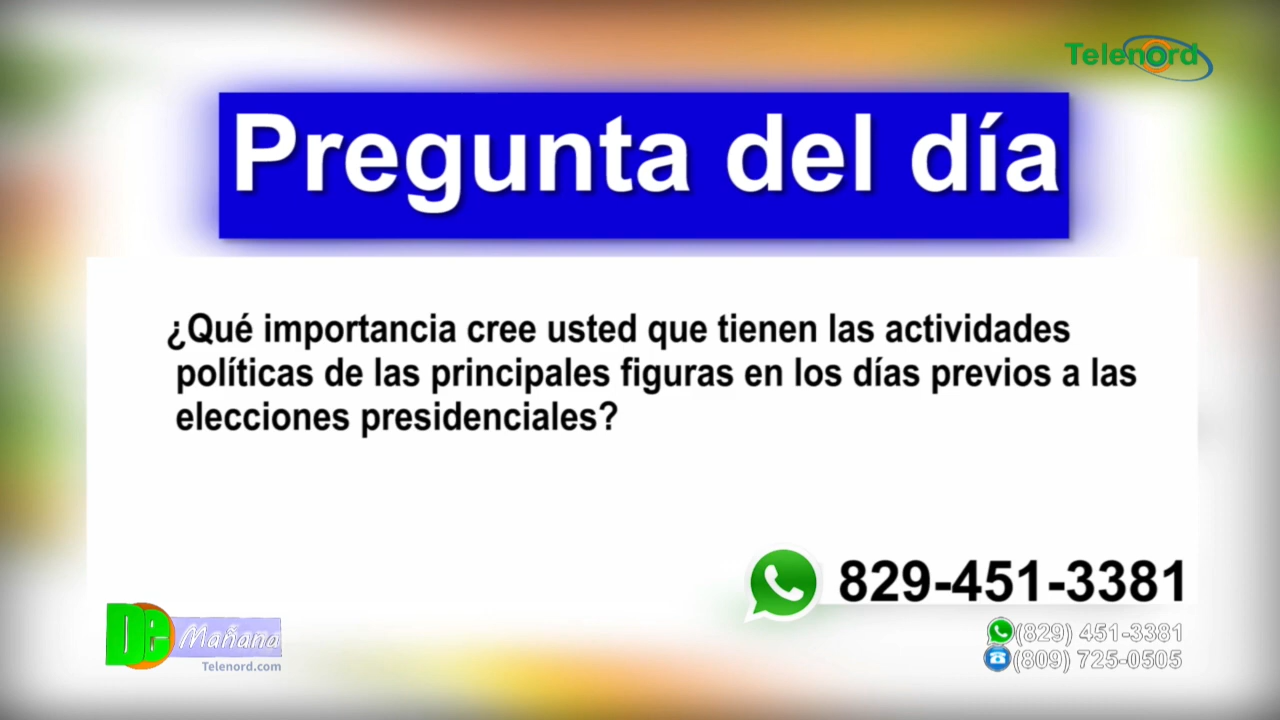 Telenord
Pregunta del día
¿Qué importancia cree usted que tienen las actividades
políticas de las principales figuras en los días previos a las
elecciones presidenciales?
829-451-3381
De Mañana
Telenord.com
(829) 451-3381
(809) 725-0505